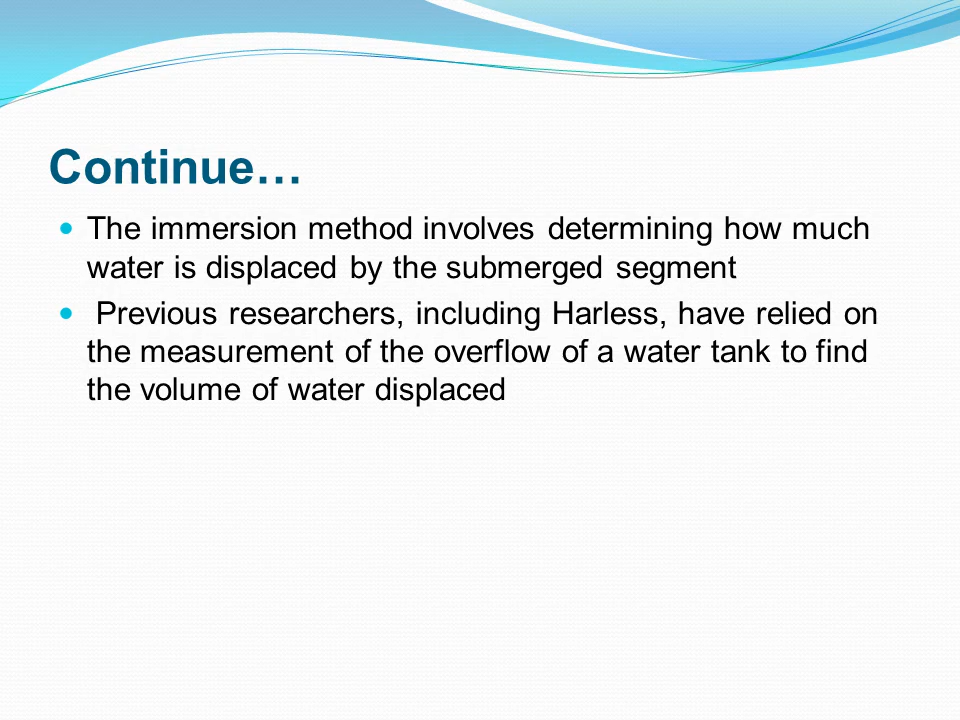 Continue…
The immersion method involves determining how much
water is displaced by the submerged segment
Previous researchers, including Harless, have relied on
the measurement of the overflow of a water tank to find
the volume of water displaced